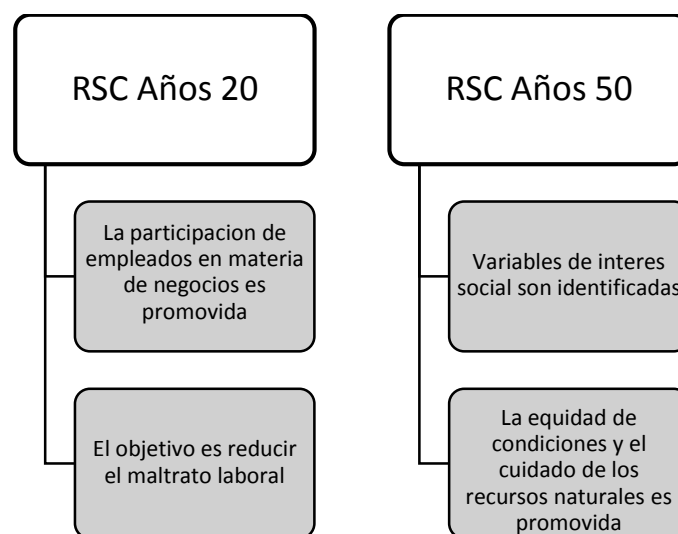 RSC Años 20
La participacion de
empleados en materia
de negocios es
promovida
El objetivo es reducir
el maltrato laboral
RSC Años 50
Variables de interes
social son identificadas
La equidad de
condiciones y el
cuidado de los
recursos naturales es
promovida